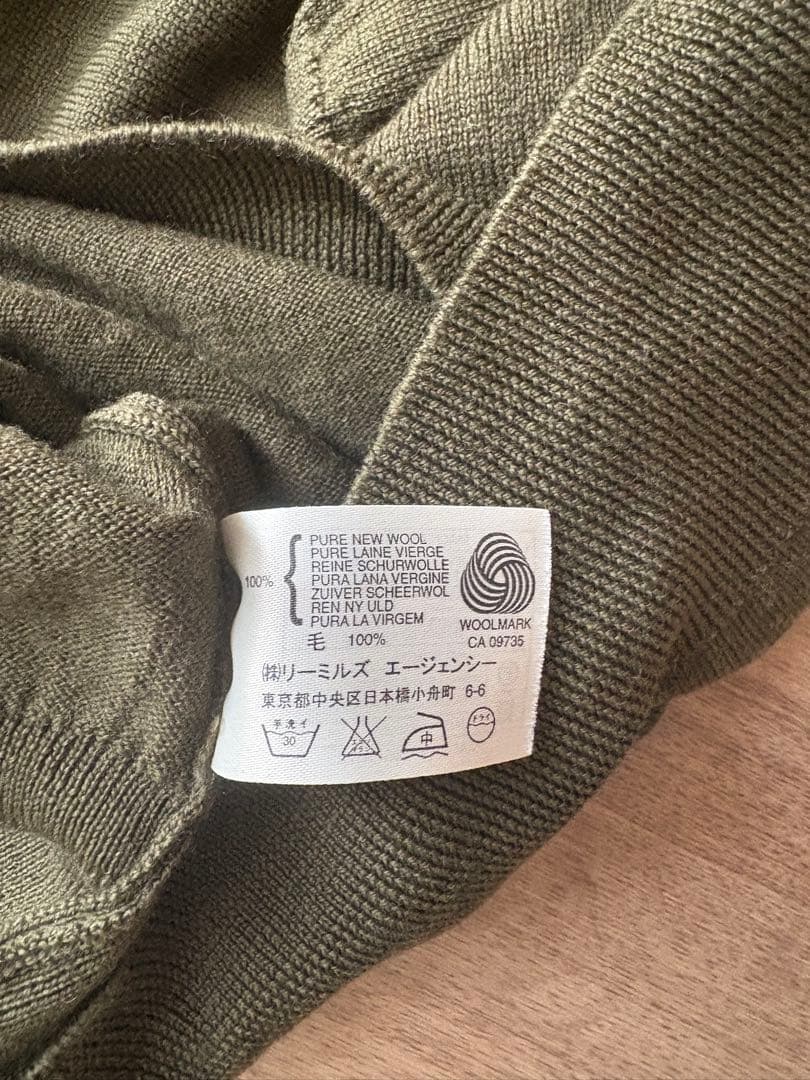 100%
PURE NEW WOOL
PURE LAINE VIERGE
REINE SCHURWOLLE
PURA LANA VERGINE
ZUIVER SCHEERWOL
REN NY ULD
PURA LA VIRGEM
毛 100%
WOOLMARK
CA 09735
(株)リーミルズ エージェンシー
東京都中央区日本橋小舟町 6-6
手洗イ
30
中
ドライ